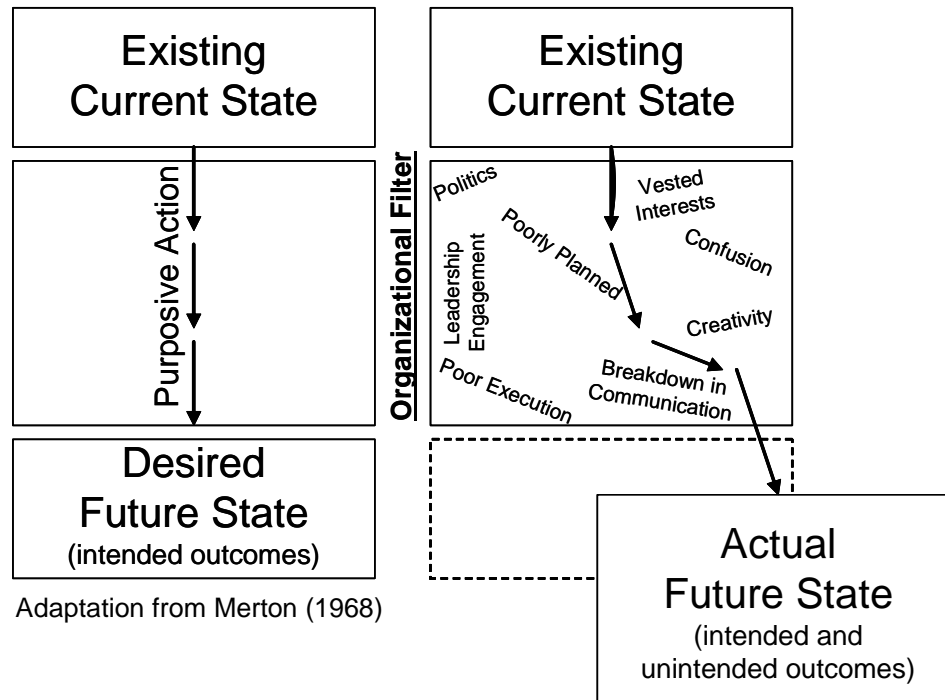 Existing
Current State
Purposive Action
Desired
Future State
(intended outcomes)
Adaptation from Merton (1968)
Organizational Filter
Existing
Current State
Politics
Vested
Interests
Poorly Planned
Confusion
Leadership
Engagement
Creativity
Poor Execution
Breakdown in
Communication
Actual
Future State
(intended and
unintended outcomes)